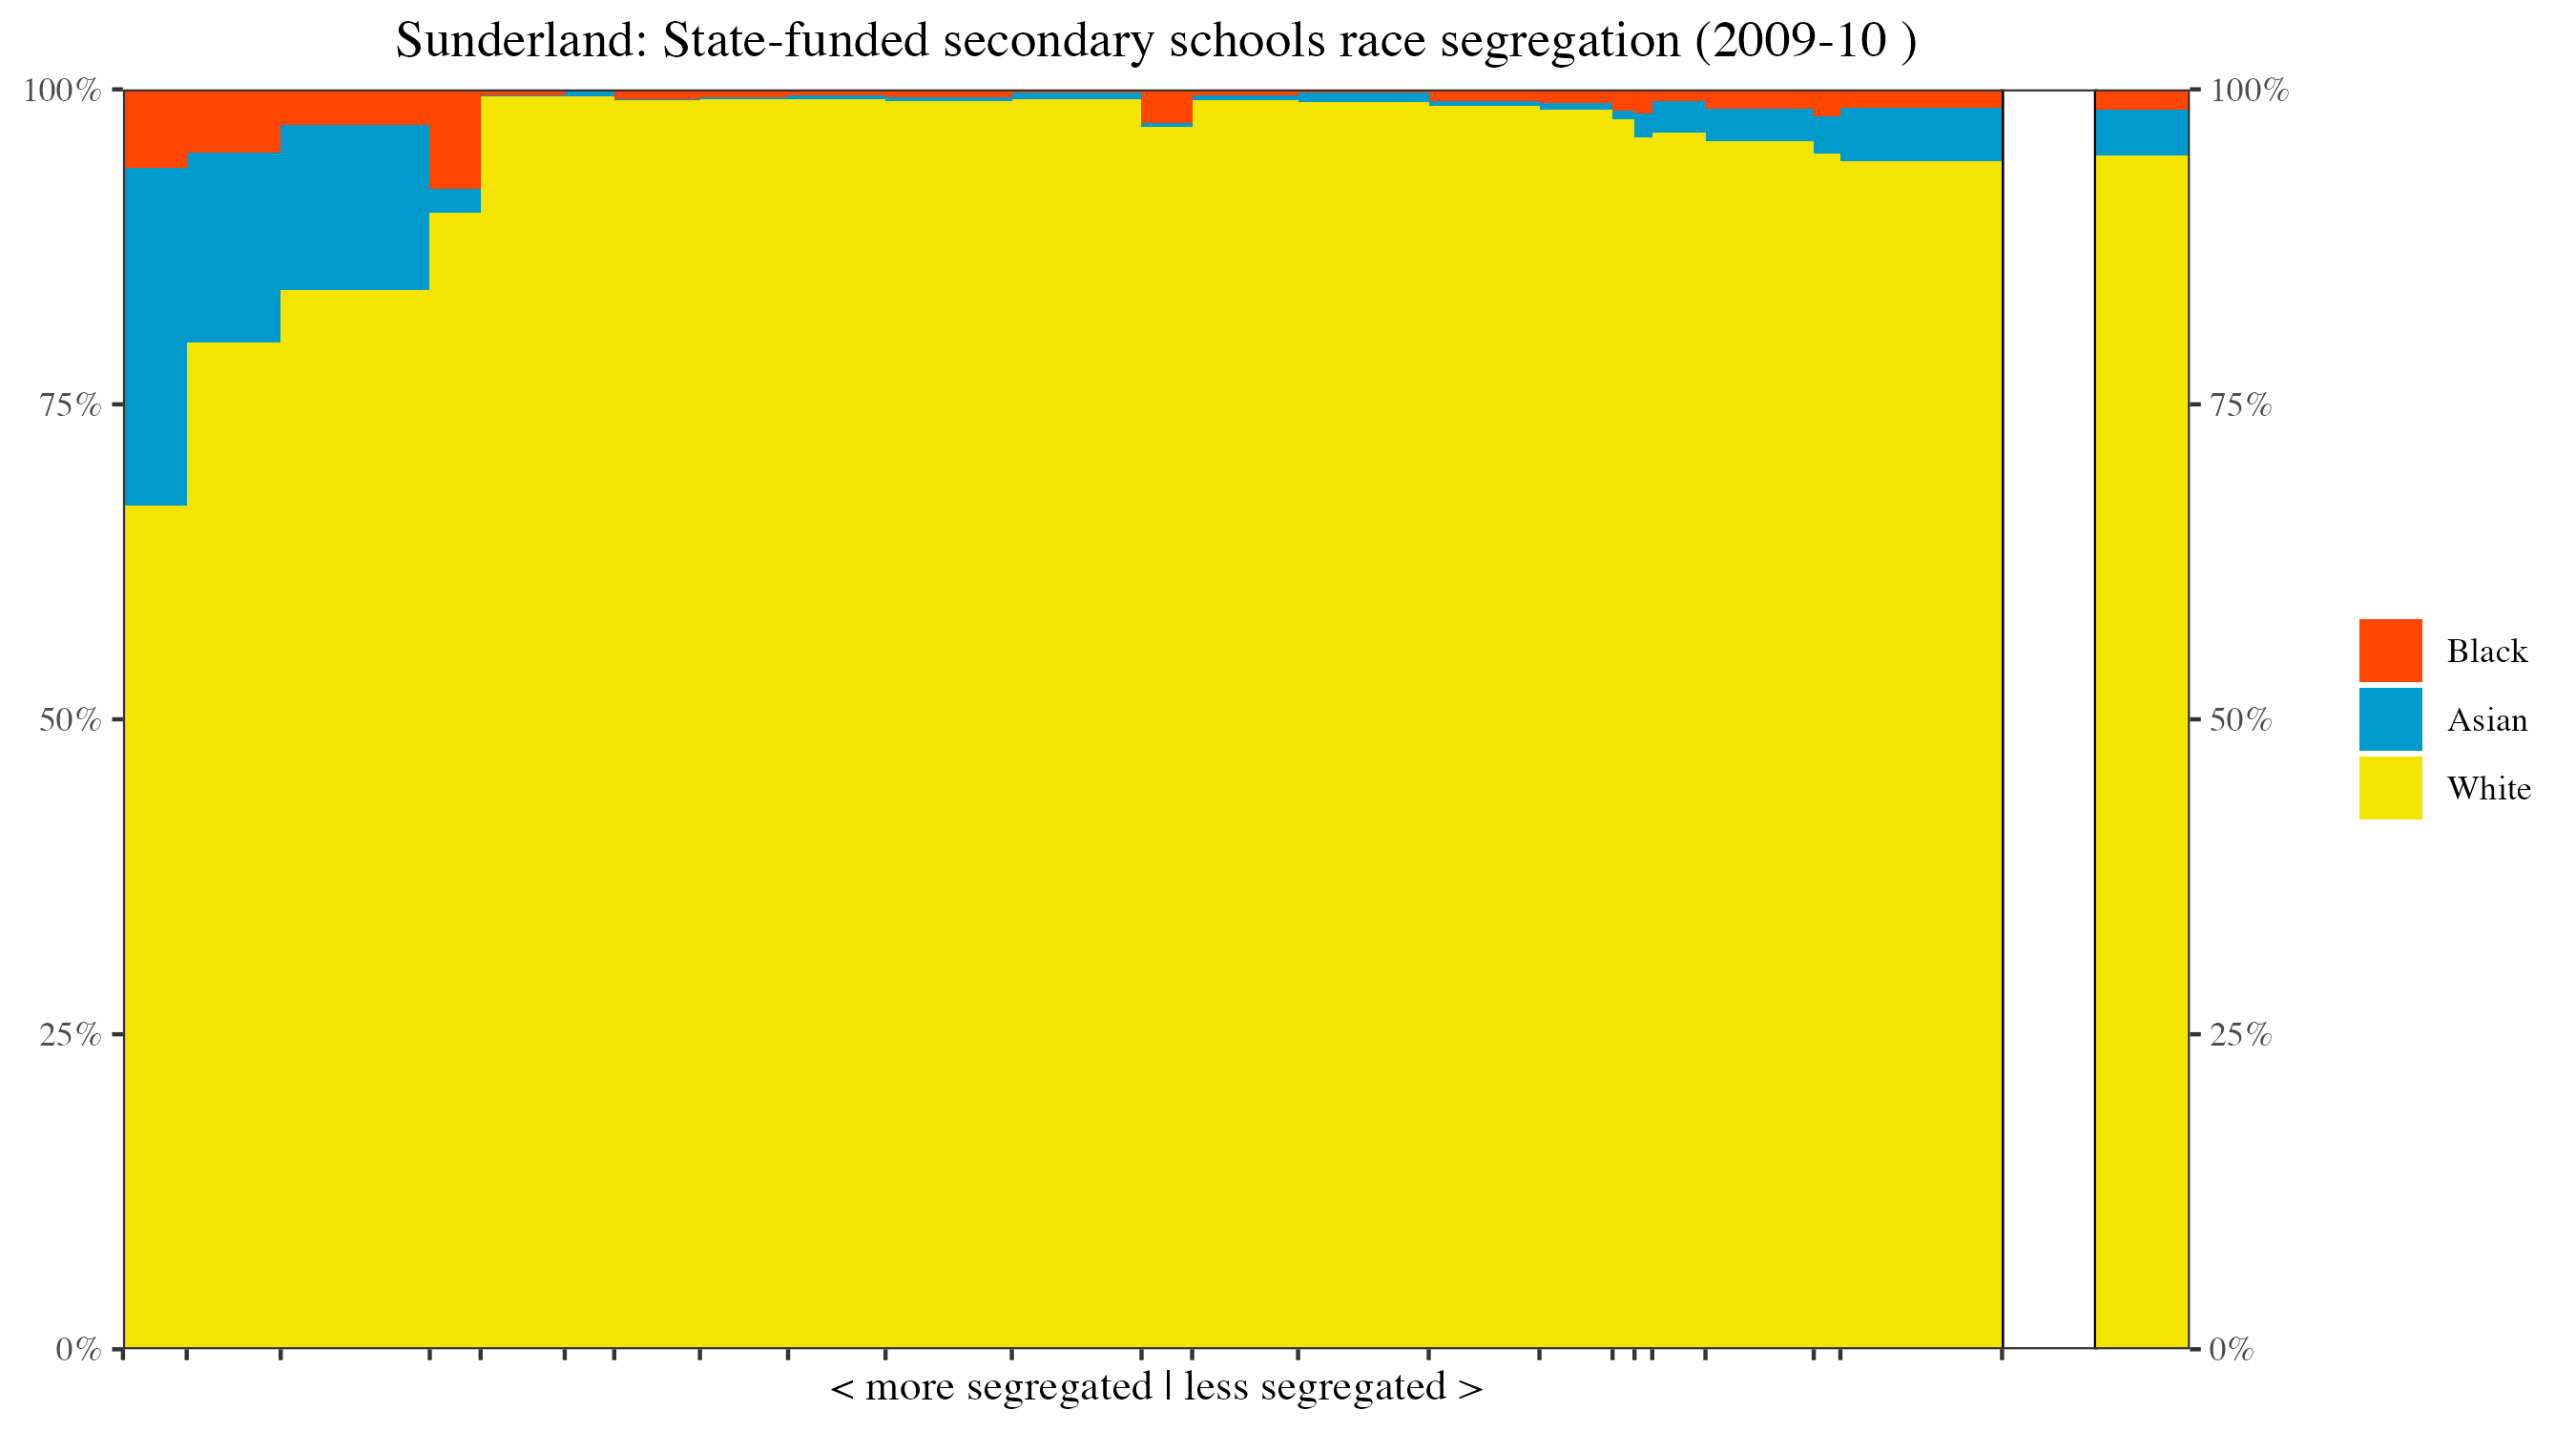 Sunderland: State-funded secondary schools race segregation (2009-10 )
100%
75%
50%
25%
0%
100%
75%
50%
25%
0%
Black
Asian
White
< more segregated | less segregated >